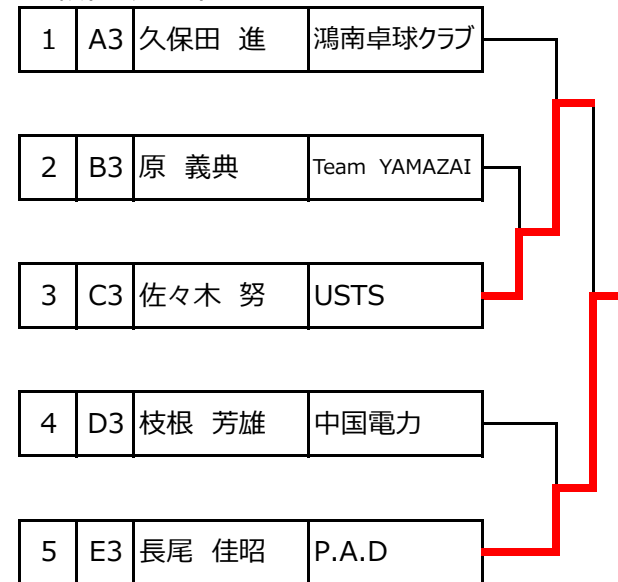 1 A3 久保田 進 鴻南卓球クラブ
2 B3 原 義典 Team YAMAZAI
3 C3 佐々木 努 USTS
4 D3 枝根 芳雄 中国電力
5 E3 長尾 佳昭 P.A.D